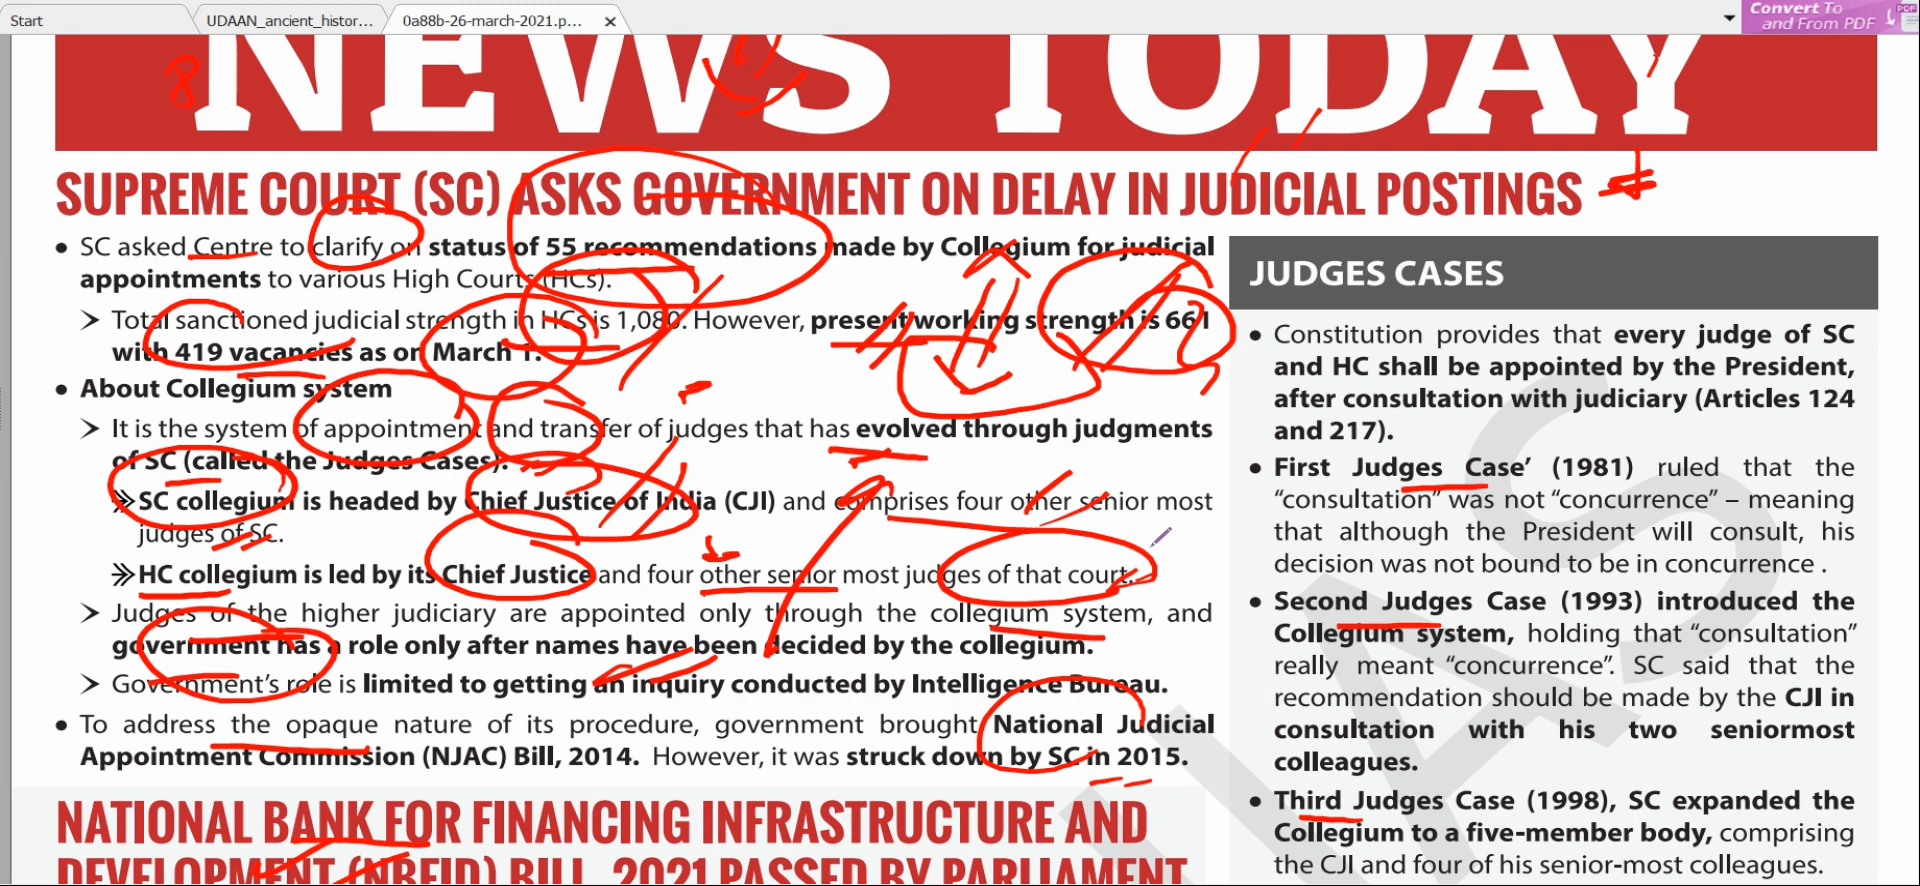 Start
UDAAN_ancient_histor...
0a88b-26-march-2021.p...
Convert To
and From PDF
PDF
8
NEWS TODAY
SUPREME COURT (SC) ASKS GOVERNMENT ON DELAY IN JUDICIAL POSTINGS
• SC asked Centre to clarify on status of 55 recommendations made by Collegium for judicial
appointments to various High Courts (HCs).
➢ Total sanctioned judicial strength in HCs is 1,080. However, present working strength is 661
with 419 vacancies as on March 1.
• About Collegium system
➢ It is the system of appointment and transfer of judges that has evolved through judgments
of SC (called the Judges Cases).
SC collegium is headed by Chief Justice of India (CJI) and comprises four other senior most
judges of SC.
HC collegium is led by its Chief Justice and four other senior most judges of that court.
➢ Judges of the higher judiciary are appointed only through the collegium system, and
government has a role only after names have been decided by the collegium.
➢ Government's role is limited to getting an inquiry conducted by Intelligence Bureau.
• To address the opaque nature of its procedure, government brought National Judicial
Appointment Commission (NJAC) Bill, 2014. However, it was struck down by SC in 2015.
NATIONAL BANK FOR FINANCING INFRASTRUCTURE AND
DEVELOPMENT (NBFID) BILL, 2021 PASSED BY PARLIAMENT
JUDGES CASES
• Constitution provides that every judge of SC
and HC shall be appointed by the President,
after consultation with judiciary (Articles 124
and 217).
• First Judges Case' (1981) ruled that the
"consultation" was not "concurrence" – meaning
that although the President will consult, his
decision was not bound to be in concurrence .
• Second Judges Case (1993) introduced the
Collegium system, holding that "consultation"
really meant "concurrence". SC said that the
recommendation should be made by the CJI in
consultation with his two seniormost
colleagues.
• Third Judges Case (1998), SC expanded the
Collegium to a five-member body, comprising
the CJI and four of his senior-most colleagues.